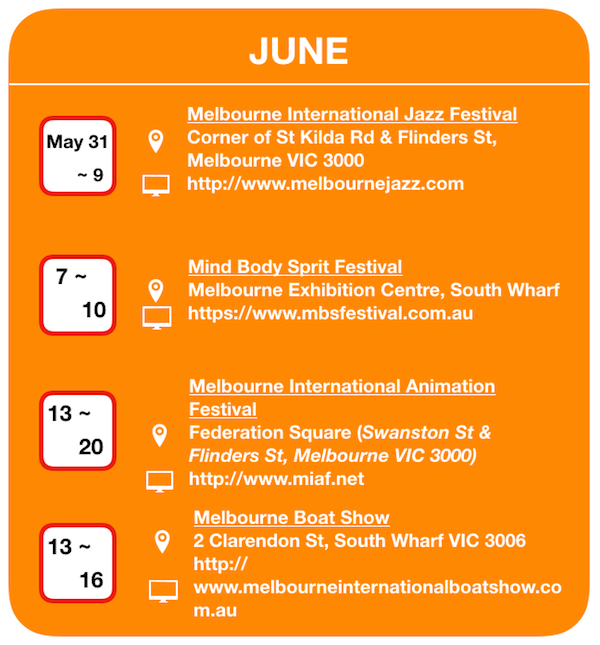 JUNE
May 31
~ 9
Melbourne International Jazz Festival
Corner of St Kilda Rd & Flinders St,
Melbourne VIC 3000
http://www.melbournejazz.com
7 ~
10
Mind Body Sprit Festival
Melbourne Exhibition Centre, South Wharf
https://www.mbsfestival.com.au
13 ~
20
Melbourne International Animation
Festival
Federation Square (Swanston St &
Flinders St, Melbourne VIC 3000)
http://www.miaf.net
13 ~
16
Melbourne Boat Show
2 Clarendon St, South Wharf VIC 3006
http://
www.melbourneinternationalboatshow.co
m.au